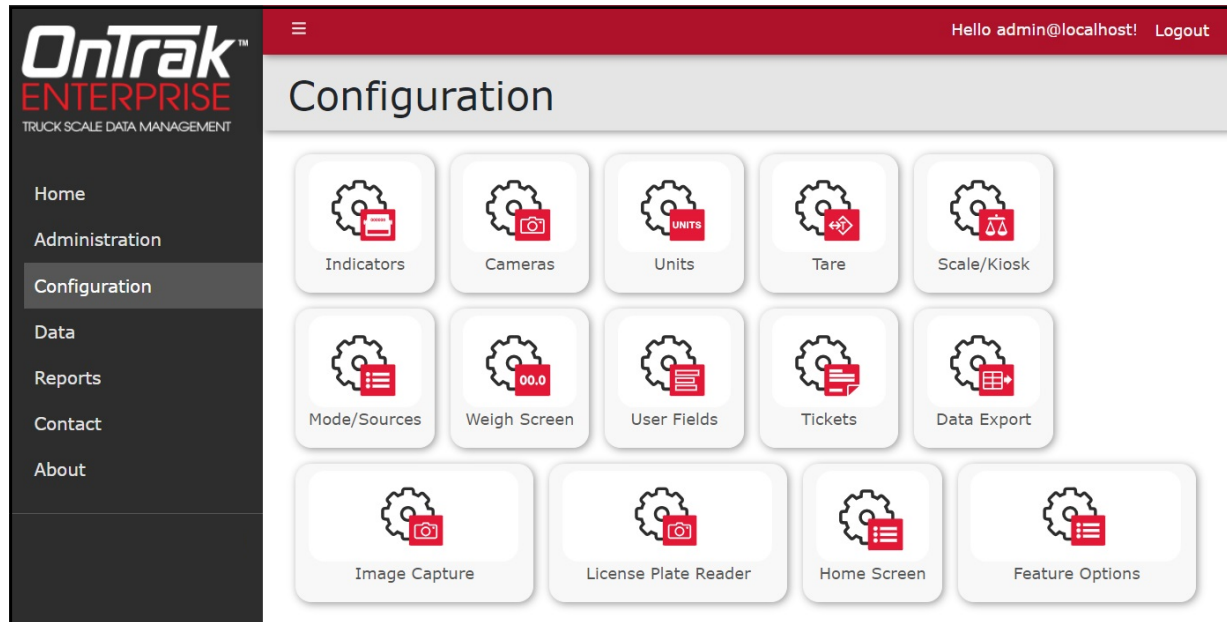 OnTrak™
ENTERPRISE
TRUCK SCALE DATA MANAGEMENT
Home
Administration
Configuration
Data
Reports
Contact
About
Hello admin@localhost! Logout
Configuration
UNITS
T
Indicators Cameras Units Tare Scale/Kiosk
00.0
Mode/Sources Weigh Screen User Fields Tickets Data Export
Image Capture License Plate Reader Home Screen Feature Options